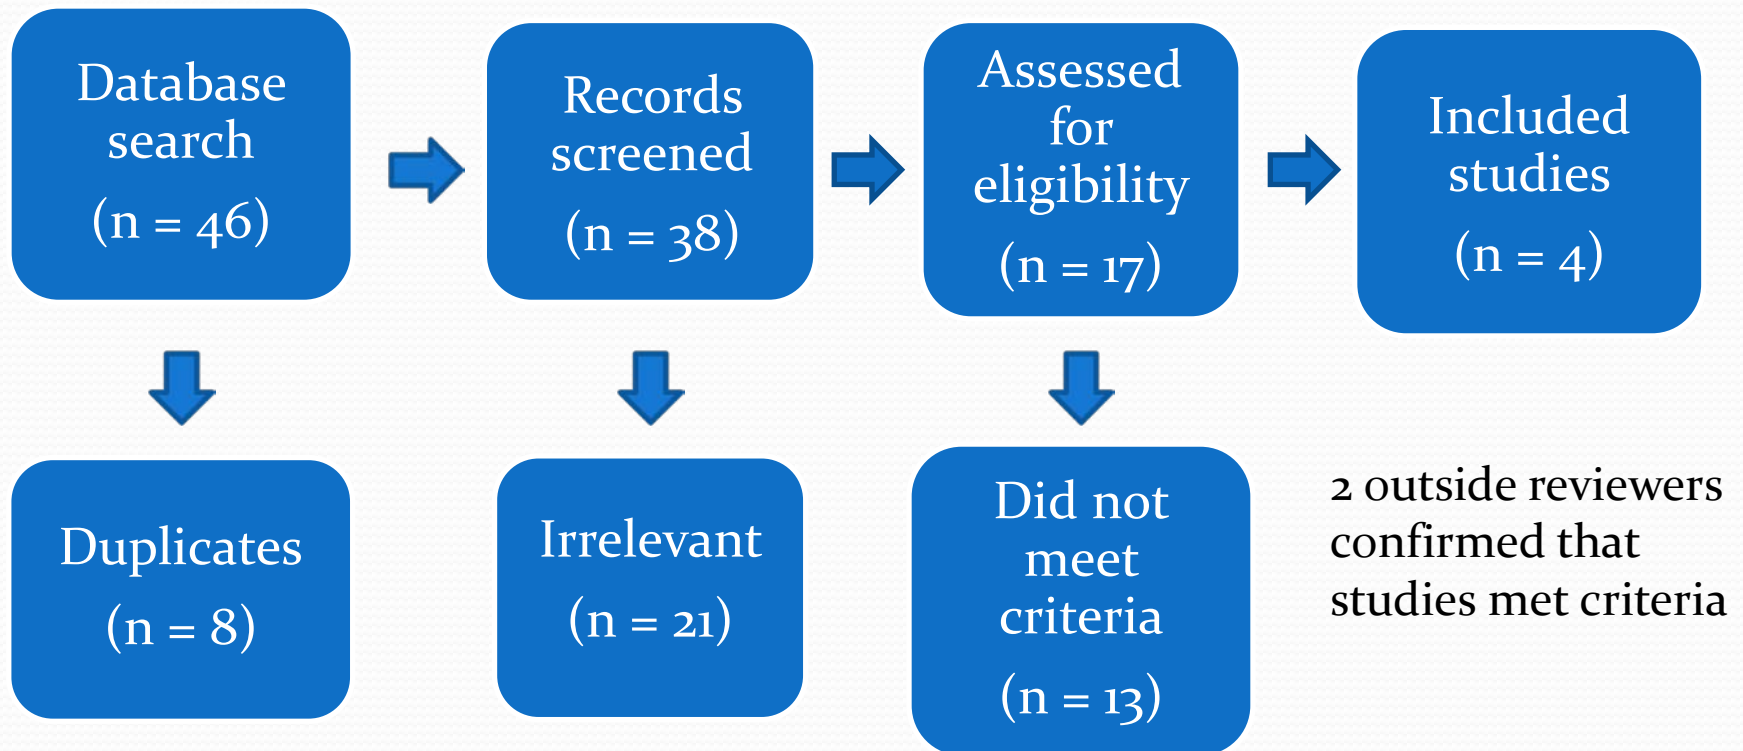 Database
search
(n = 46)
Records
screened
(n = 38)
Assessed
for
eligibility
(n = 17)
Included
studies
(n = 4)
Duplicates
(n = 8)
Irrelevant
(n = 21)
Did not
meet
criteria
(n = 13)
2 outside reviewers
confirmed that
studies met criteria